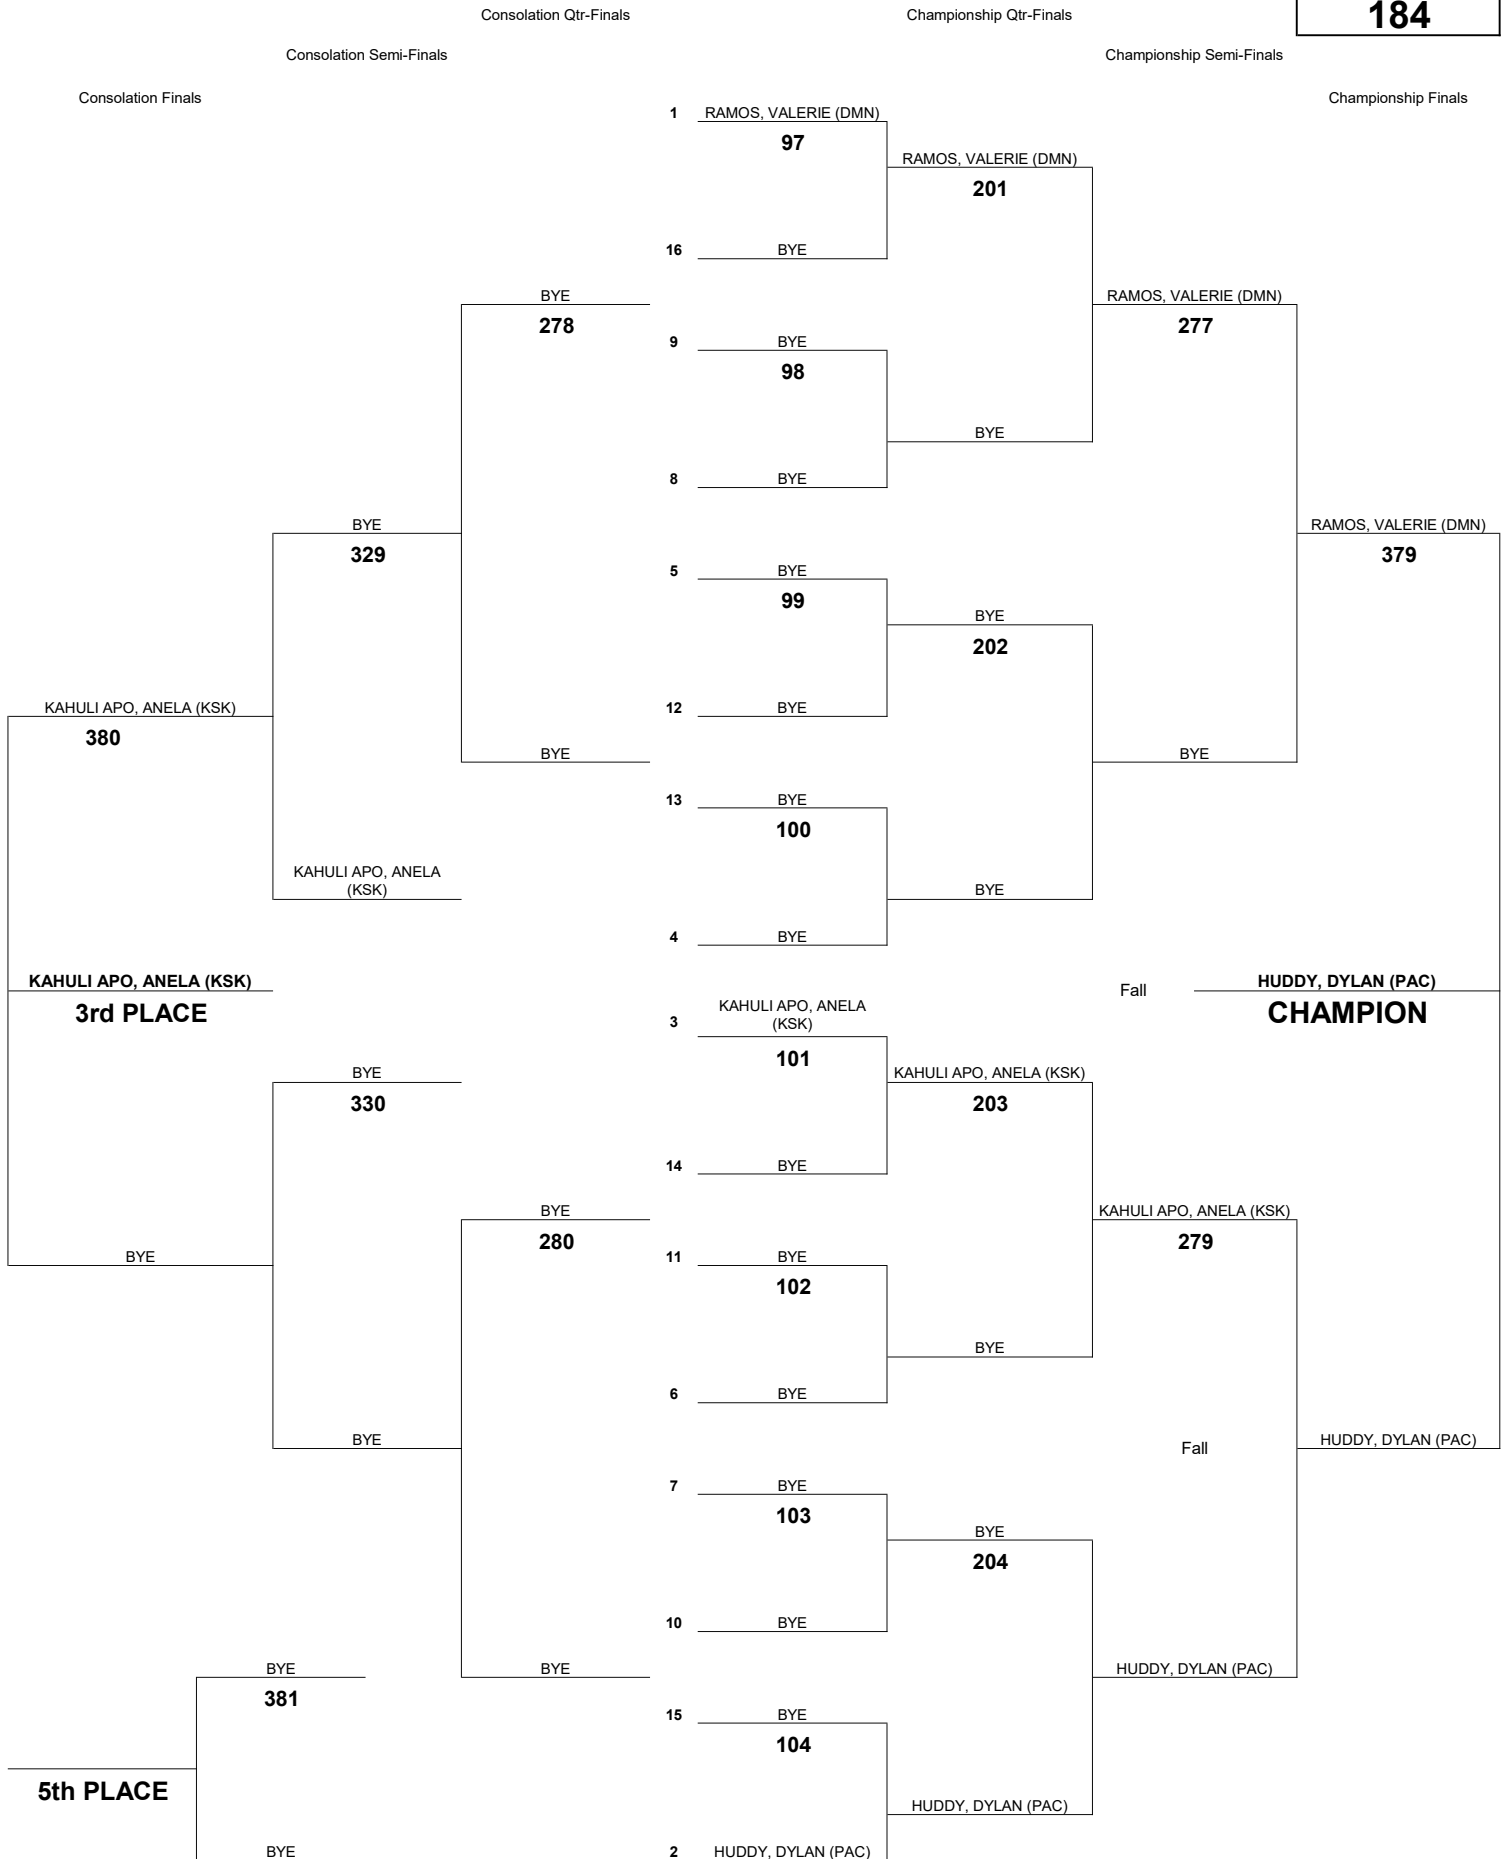 Consolation Qtr-Finals
Championship Qtr-Finals
184
Consolation Semi-Finals
Championship Semi-Finals
Consolation Finals
Championship Finals
1 RAMOS, VALERIE (DMN)
97
RAMOS, VALERIE (DMN)
201
16 BYE
BYE
278
RAMOS, VALERIE (DMN)
277
9 BYE
98
BYE
8 BYE
BYE
329
RAMOS, VALERIE (DMN)
379
5 BYE
99
BYE
202
12 BYE
KAHULI APO, ANELA (KSK)
380
BYE
BYE
13 BYE
100
KAHULI APO, ANELA
(KSK)
BYE
4 BYE
KAHULI APO, ANELA (KSK)
3rd PLACE
Fall
HUDDY, DYLAN (PAC)
CHAMPION
3 KAHULI APO, ANELA
(KSK)
101
BYE
330
KAHULI APO, ANELA (KSK)
203
14 BYE
BYE
280
KAHULI APO, ANELA (KSK)
279
BYE
11 BYE
102
BYE
6 BYE
BYE
Fall
HUDDY, DYLAN (PAC)
7 BYE
103
BYE
204
10 BYE
BYE
381
BYE
HUDDY, DYLAN (PAC)
15 BYE
104
5th PLACE
HUDDY, DYLAN (PAC)
BYE
2 HUDDY, DYLAN (PAC)